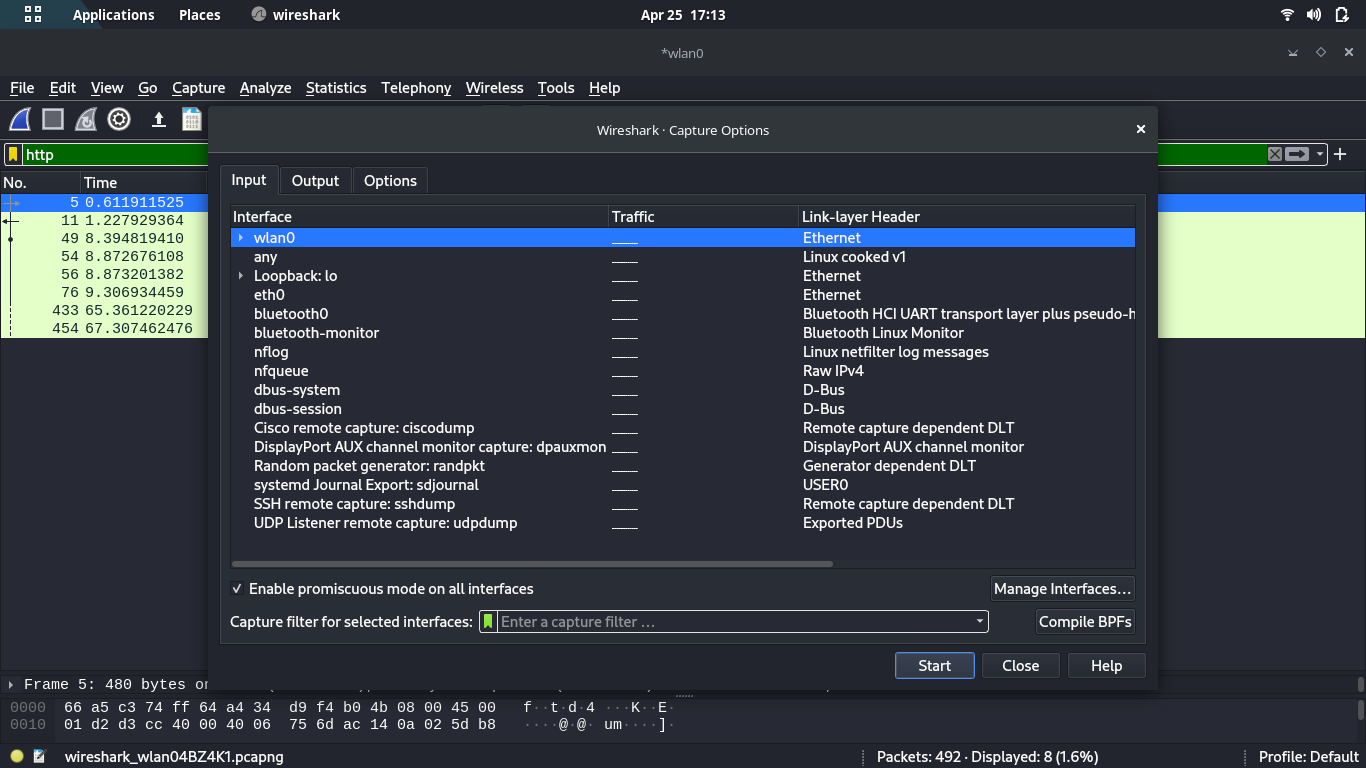 Applications Places wireshark Apr 25 17:13
*wlan0
File Edit View Go Capture Analyze Statistics Telephony Wireless Tools Help
Wireshark · Capture Options
http
Input Output Options
No. Time
5 0.611911525
11 1.227929364
49 8.394819410
54 8.872676108
56 8.873201382
76 9.306934459
433 65.361220229
454 67.307462476
Interface Traffic Link-layer Header
wlan0 Ethernet
any Linux cooked v1
Loopback: lo Ethernet
eth0 Ethernet
bluetooth0 Bluetooth HCI UART transport layer plus pseudo-h
bluetooth-monitor Bluetooth Linux Monitor
nflog Linux netfilter log messages
nfqueue Raw IPv4
dbus-system D-Bus
dbus-session D-Bus
Cisco remote capture: ciscodump Remote capture dependent DLT
DisplayPort AUX channel monitor capture: dpauxmon DisplayPort AUX channel monitor
Random packet generator: randpkt Generator dependent DLT
systemd Journal Export: sdjournal USER0
SSH remote capture: sshdump Remote capture dependent DLT
UDP Listener remote capture: udpdump Exported PDUs
Enable promiscuous mode on all interfaces Manage Interfaces…
Capture filter for selected interfaces: Enter a capture filter … Compile BPFs
Start Close Help
Frame 5: 480 bytes on
0000 66 a5 c3 74 ff 64 a4 34 d9 f4 b0 4b 08 00 45 00 f··t·d·4 ···K··E·
0010 01 d2 d3 cc 40 00 40 06 75 6d ac 14 0a 02 5d b8 ····@·@· um····]·
wireshark_wlan04BZ4K1.pcapng Packets: 492 · Displayed: 8 (1.6%) Profile: Default